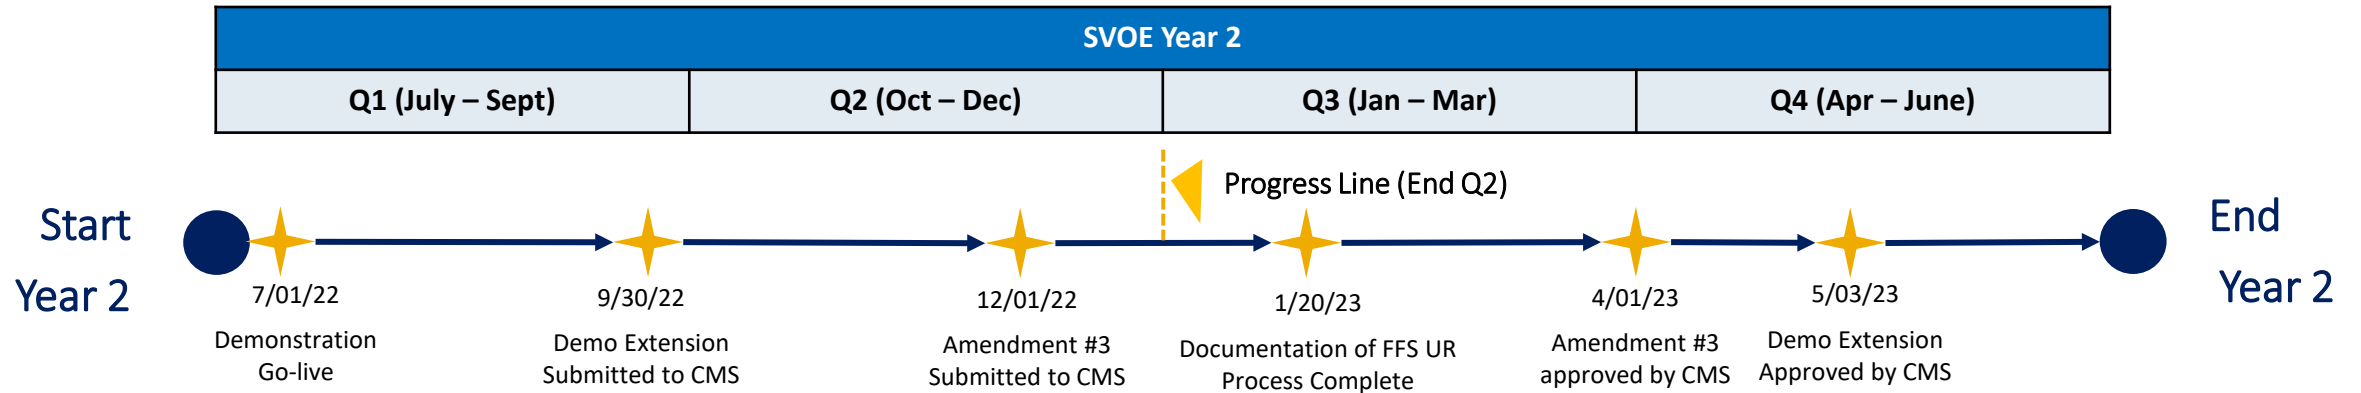 SVOE Year 2
Q1 (July – Sept)
Q2 (Oct – Dec)
Q3 (Jan – Mar)
Q4 (Apr – June)
Progress Line (End Q2)
Start
Year 2
End
Year 2
7/01/22
Demonstration
Go-live
9/30/22
Demo Extension
Submitted to CMS
12/01/22
Amendment #3
Submitted to CMS
1/20/23
Documentation of FFS UR
Process Complete
4/01/23
Amendment #3
approved by CMS
5/03/23
Demo Extension
Approved by CMS